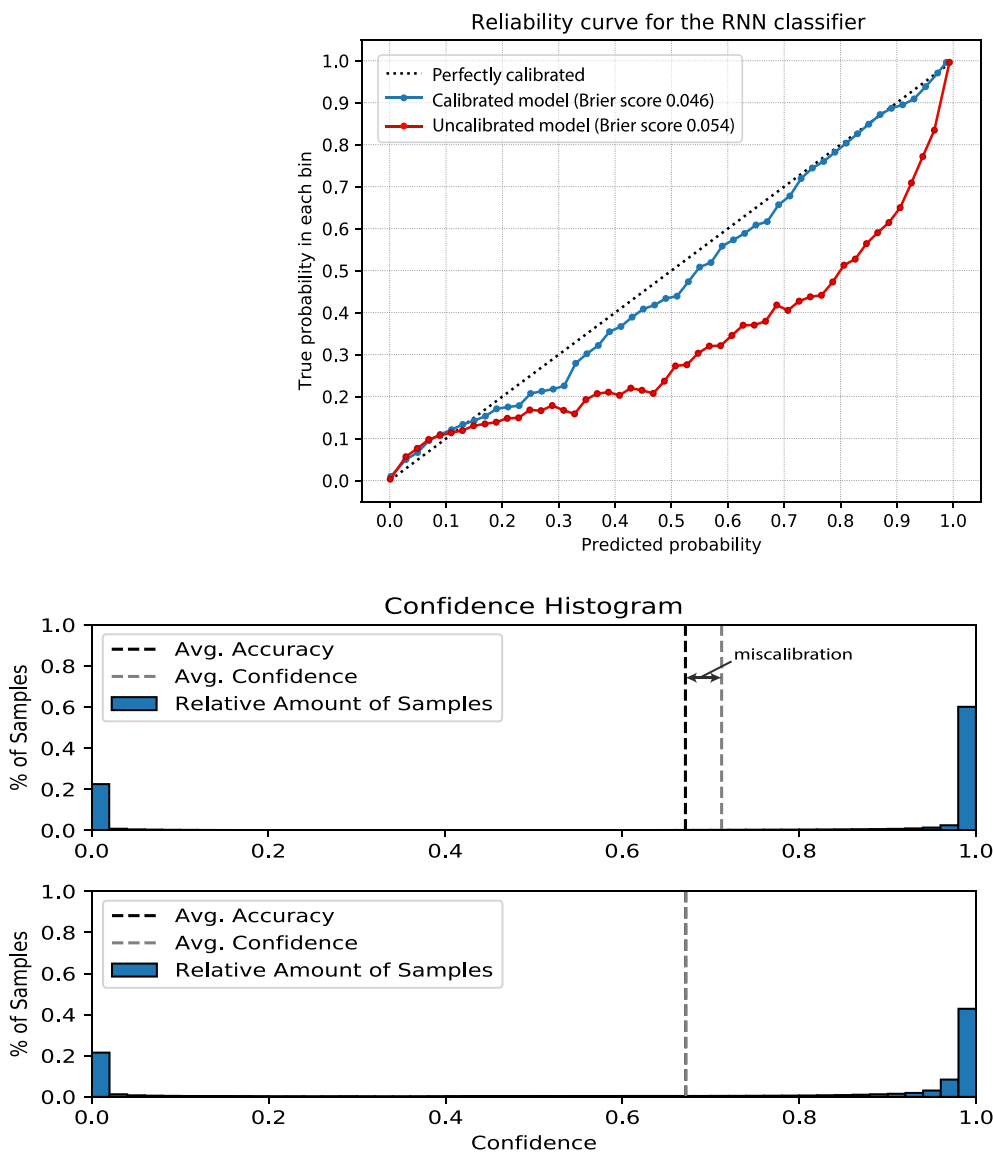 Reliability curve for the RNN classifier
Perfectly calibrated
Calibrated model (Brier score 0.046)
Uncalibrated model (Brier score 0.054)
True probability in each bin
1.0
0.9
0.8
0.7
0.6
0.5
0.4
0.3
0.2
0.1
0.0
0.0 0.1 0.2 0.3 0.4 0.5 0.6 0.7 0.8 0.9 1.0
Predicted probability
Confidence Histogram
% of Samples
1.0
0.8
0.6
0.4
0.2
0.0
Avg. Accuracy
Avg. Confidence
Relative Amount of Samples
miscalibration
0.0 0.2 0.4 0.6 0.8 1.0
% of Samples
1.0
0.8
0.6
0.4
0.2
0.0
Avg. Accuracy
Avg. Confidence
Relative Amount of Samples
0.0 0.2 0.4 0.6 0.8 1.0
Confidence